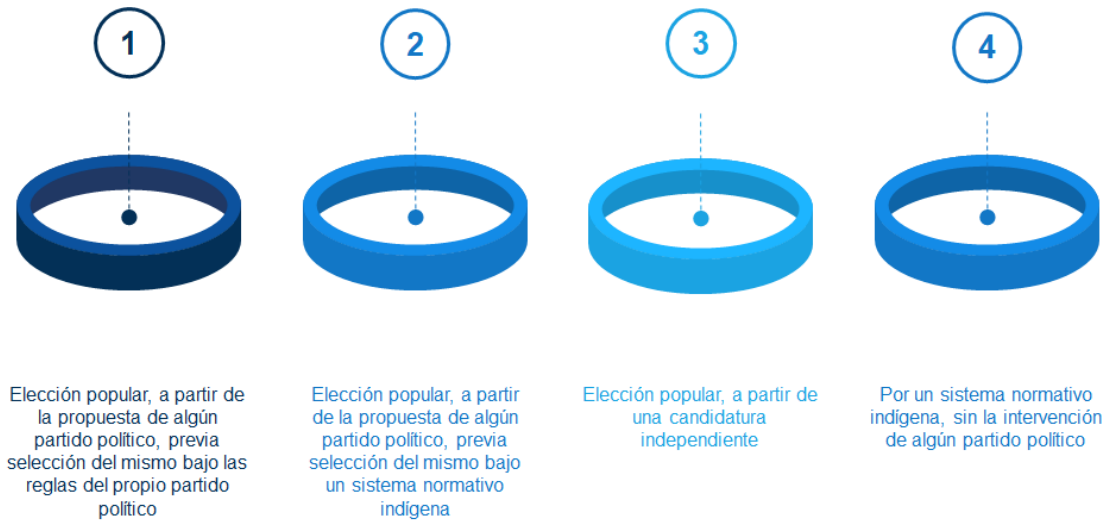 1
Elección popular, a partir de
la propuesta de algún
partido político, previa
selección del mismo bajo las
reglas del propio partido
político
2
Elección popular, a partir
de la propuesta de algún
partido político, previa
selección del mismo bajo
un sistema normativo
indígena
3
Elección popular, a partir de
una candidatura
independiente
4
Por un sistema normativo
indígena, sin la intervención
de algún partido político